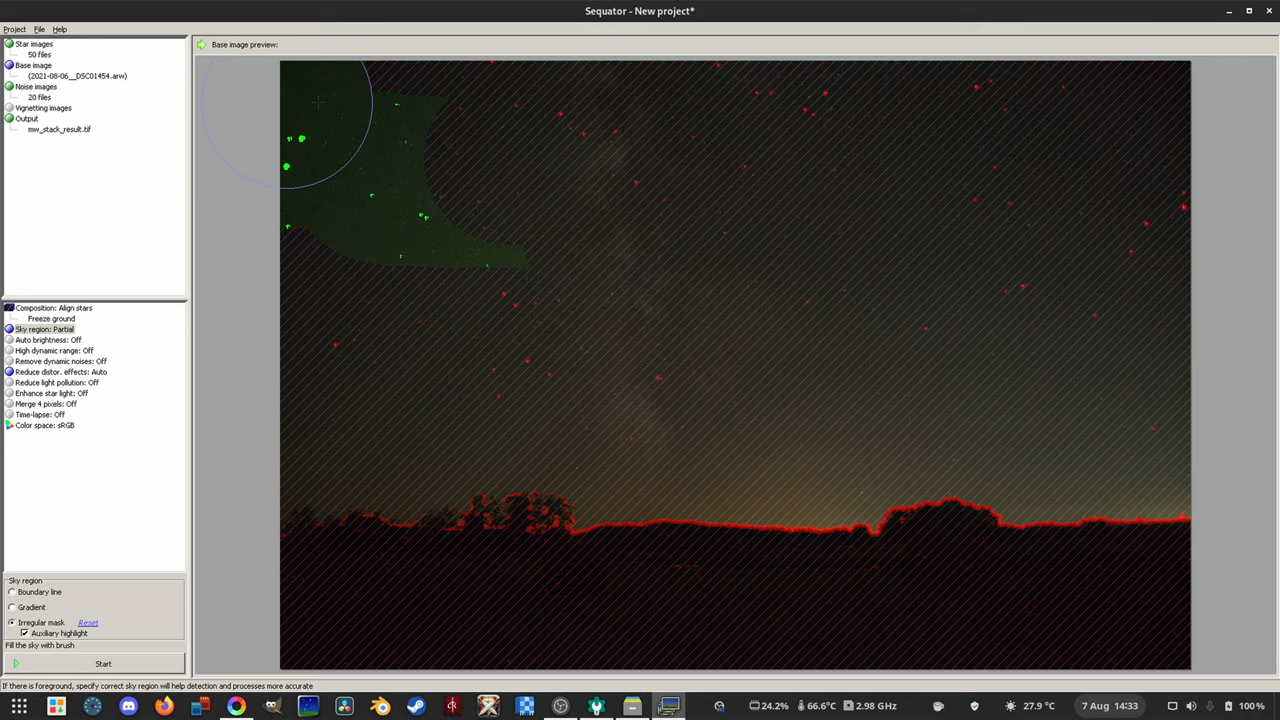 Sequator - New project*
Project File Help
Star images
50 files
Base image
(2021-08-06__DSC01454.arw)
Noise images
20 files
Vignetting images
Output
mw_stack_result.tif
Base image preview:
Composition: Align stars
Freeze ground
Sky region: Partial
Auto brightness: Off
High dynamic range: Off
Remove dynamic noises: Off
Reduce distor. effects: Auto
Reduce light pollution: Off
Enhance star light: Off
Merge 4 pixels: Off
Time-lapse: Off
Color space: sRGB
Sky region
Boundary line
Gradient
Irregular mask Reset
Auxiliary highlight
Fill the sky with brush
Start
If there is foreground, specify correct sky region will help detection and processes more accurate
24.2% 66.6°C 2.98 GHz 27.9 °C 7 Aug 14:33 100%